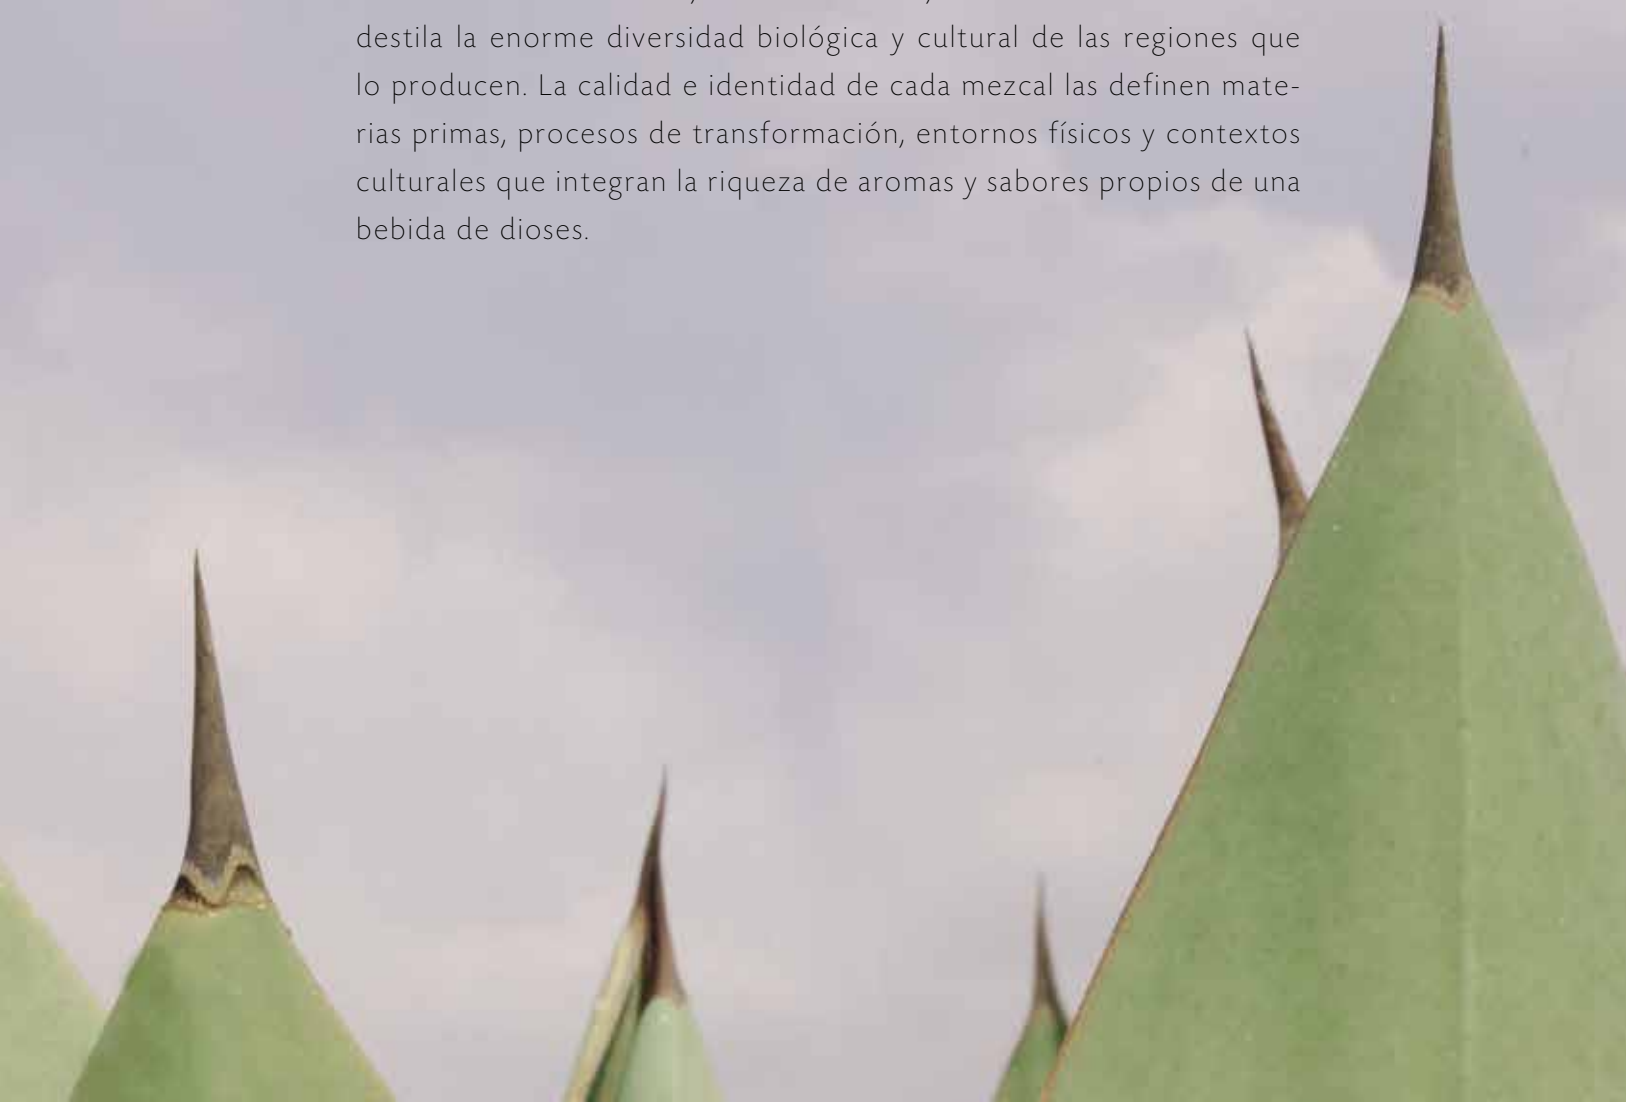 destila la enorme diversidad biológica y cultural de las regiones que
lo producen. La calidad e identidad de cada mezcal las definen mate-
rias primas, procesos de transformación, entornos físicos y contextos
culturales que integran la riqueza de aromas y sabores propios de una
bebida de dioses.